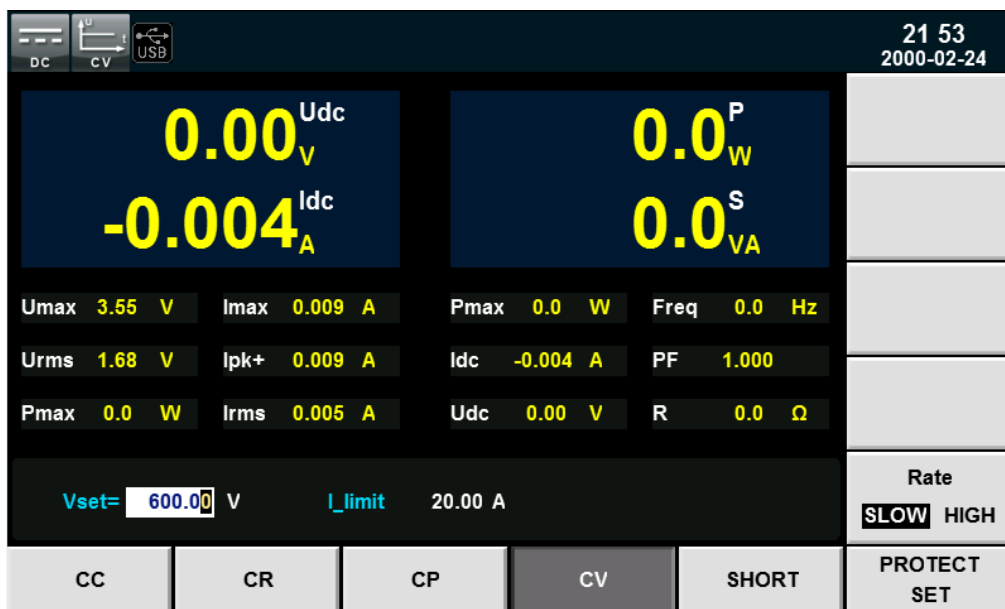 DC
CV
u
t
USB
21 53
2000-02-24
0.00 Udc V
0.0 P W
-0.004 Idc A
0.0 S VA
Umax 3.55 V Imax 0.009 A Pmax 0.0 W Freq 0.0 Hz
Urms 1.68 V Ipk+ 0.009 A Idc -0.004 A PF 1.000
Pmax 0.0 W Irms 0.005 A Udc 0.00 V R 0.0 Ω
Vset= 600.00 V I_limit 20.00 A
Rate
SLOW HIGH
CC CR CP CV SHORT
PROTECT
SET